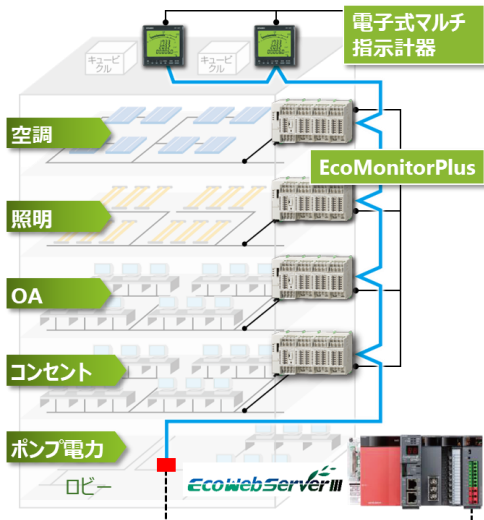 電子式マルチ
指示計器
キュービ
クル
キュービ
クル
空調
EcoMonitorPlus
照明
OA
コンセント
ポンプ電力
ロビー
EcoWebServerIII